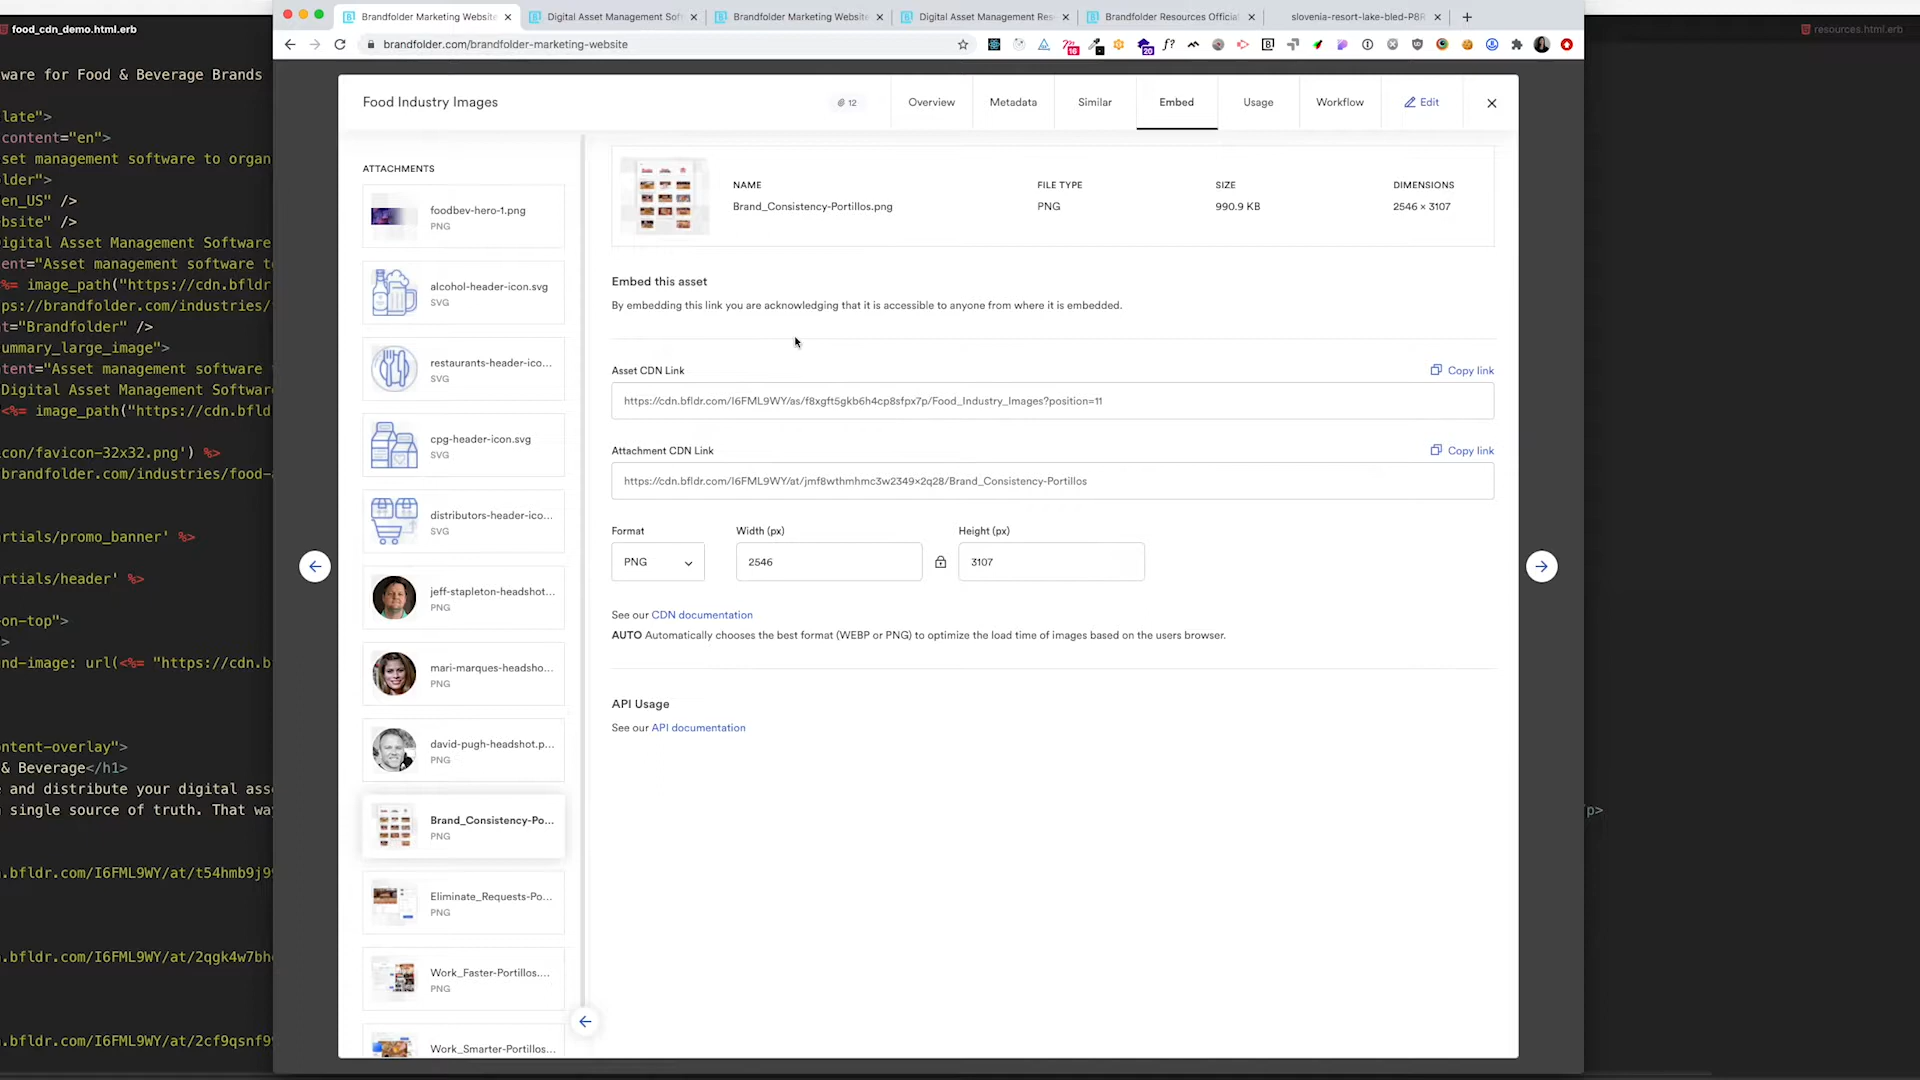 food_cdn_demo.html.erb
resources.html.erb
Brandfolder Marketing Website
Digital Asset Management Sof
Brandfolder Marketing Website
Digital Asset Management Res
Brandfolder Resources Official
slovenia-resort-lake-bled-P8R
brandfolder.com/brandfolder-marketing-website
ware for Food & Beverage Brands
late">
content="en">
set management software to organ
older">
en_US" />
bsite" />
igital Asset Management Software
ent="Asset management software to
%= image_path("https://cdn.bfldr
ps://brandfolder.com/industries/
t="Brandfolder" />
ummary_large_image">
tent="Asset management software
Digital Asset Management Software
<%= image_path("https://cdn.bfld
icon/favicon-32x32.png') %>
brandfolder.com/industries/food-
artials/promo_banner' %>
artials/header' %>
on-top">
>
nd-image: url(<%= "https://cdn.b
ontent-overlay">
& Beverage</h1>
e and distribute your digital ass
single source of truth. That way
p>
.bfldr.com/I6FML9WY/at/t54hmb9j9
.bfldr.com/I6FML9WY/at/2qgk4w7bh
.bfldr.com/I6FML9WY/at/2cf9qsnf9
Food Industry Images
12
Overview
Metadata
Similar
Embed
Usage
Workflow
Edit
ATTACHMENTS
foodbev-hero-1.png
PNG
alcohol-header-icon.svg
SVG
restaurants-header-ico...
SVG
cpg-header-icon.svg
SVG
distributors-header-ico...
SVG
jeff-stapleton-headshot...
PNG
mari-marques-headsho...
PNG
david-pugh-headshot.p...
PNG
Brand_Consistency-Po...
PNG
Eliminate_Requests-Po...
PNG
Work_Faster-Portillos....
PNG
Work_Smarter-Portillos...
NAME
Brand_Consistency-Portillos.png
FILE TYPE
PNG
SIZE
990.9 KB
DIMENSIONS
2546 × 3107
Embed this asset
By embedding this link you are acknowledging that it is accessible to anyone from where it is embedded.
Asset CDN Link
Copy link
https://cdn.bfldr.com/I6FML9WY/as/f8xgft5gkb6h4cp8sfpx7p/Food_Industry_Images?position=11
Attachment CDN Link
Copy link
https://cdn.bfldr.com/I6FML9WY/at/jmf8wthmhmc3w2349×2q28/Brand_Consistency-Portillos
Format
Width (px)
Height (px)
PNG
2546
3107
See our CDN documentation
AUTO Automatically chooses the best format (WEBP or PNG) to optimize the load time of images based on the users browser.
API Usage
See our API documentation